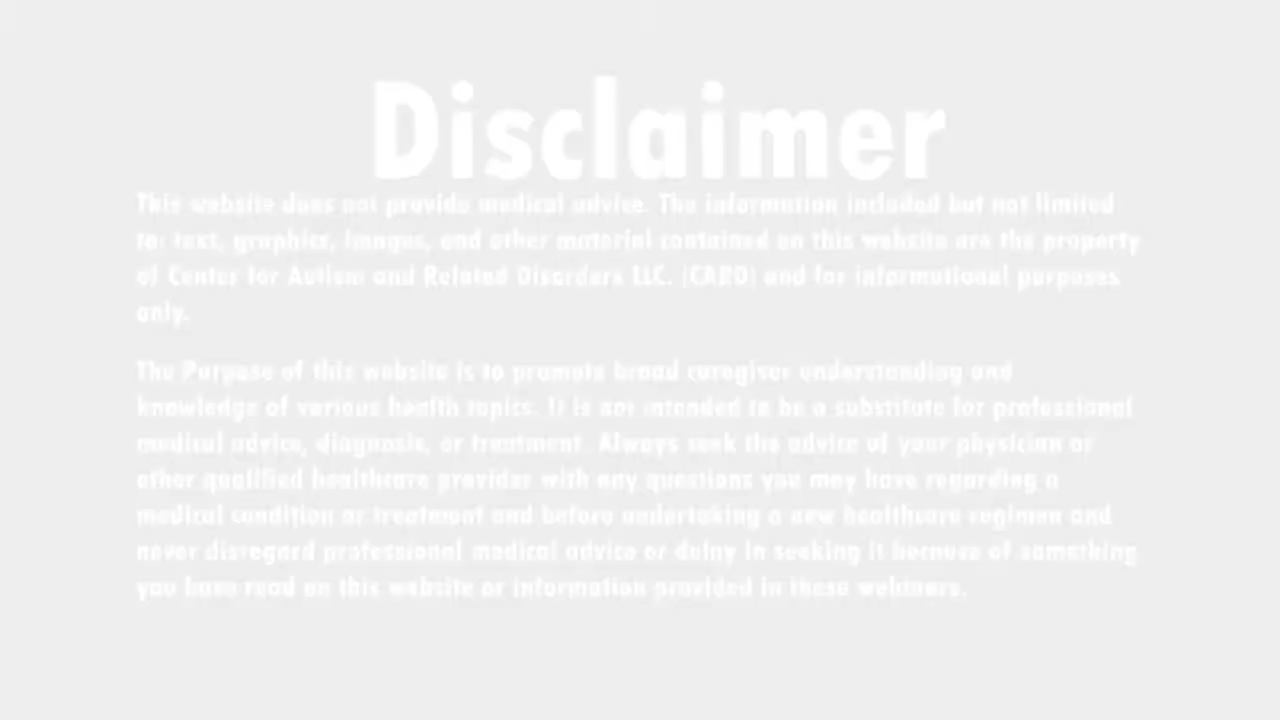 Disclaimer
This website does not provide medical advice. The information included but not limited
to: text, graphics, images, and other material contained on this website are the property
of Center for Autism and Related Disorders LLC. (CARD) and for informational purposes
only.
The Purpose of this website is to promote broad caregiver understanding and
knowledge of various health topics. It is not intended to be a substitute for professional
medical advice, diagnosis, or treatment. Always seek the advice of your physician or
other qualified healthcare provider with any questions you may have regarding a
medical condition or treatment and before undertaking a new healthcare regimen and
never disregard professional medical advice or delay in seeking it because of something
you have read on this website or information provided in these webinars.